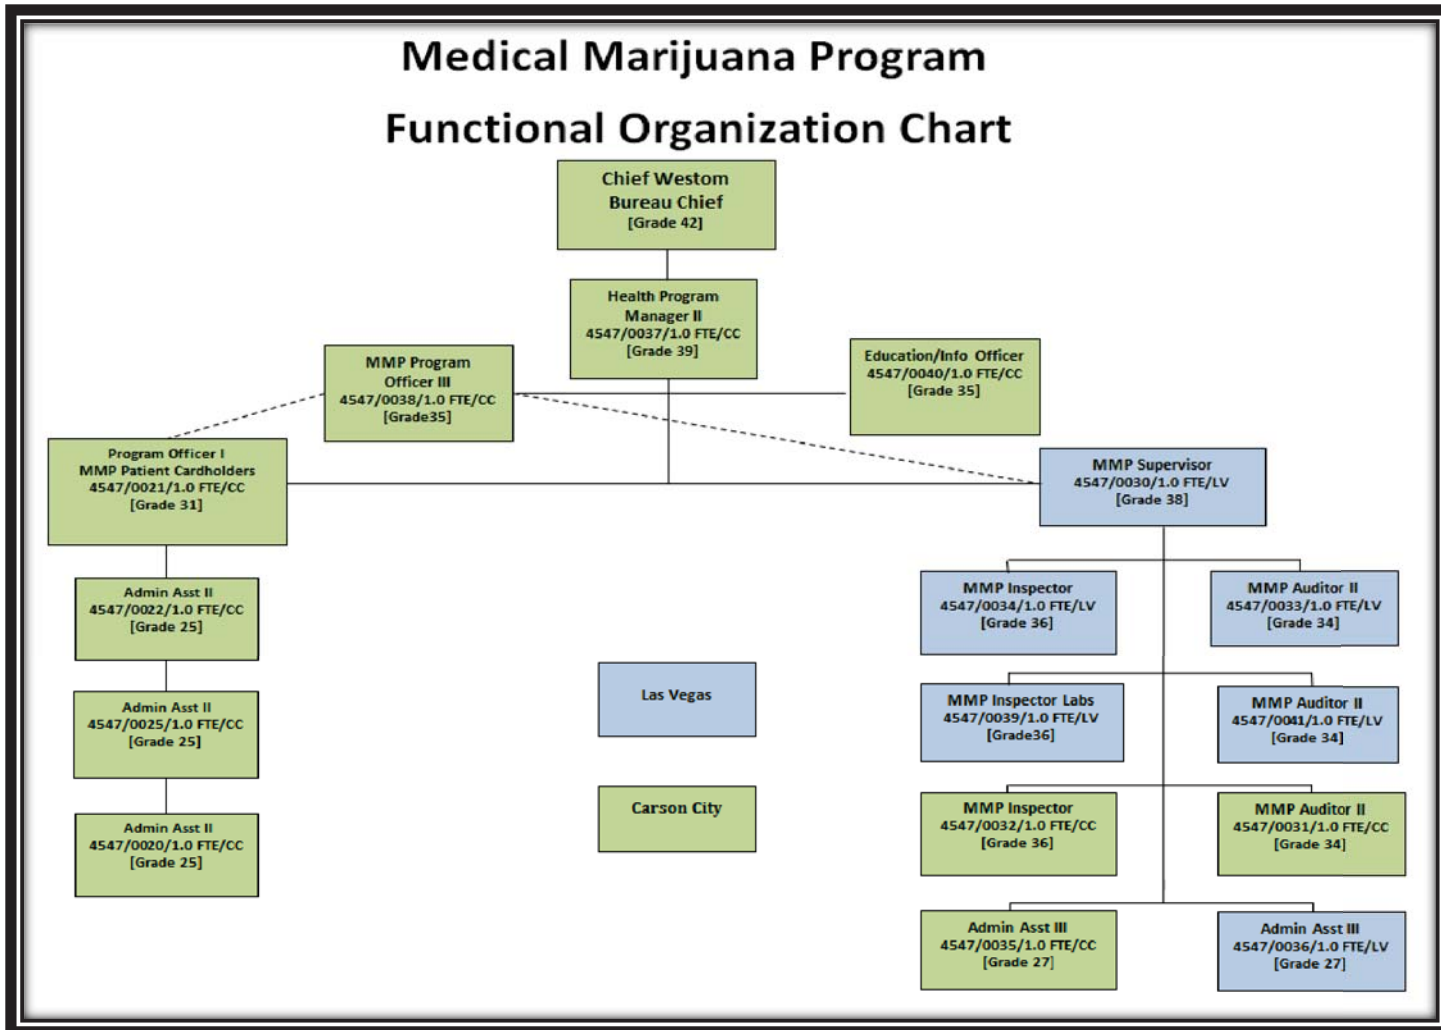 Medical Marijuana Program
Functional Organization Chart
Chief Westom
Bureau Chief
[Grade 42]
Health Program
Manager II
4547/0037/1.0 FTE/CC
[Grade 39]
MMP Program
Officer III
4547/0038/1.0 FTE/CC
[Grade35]
Education/Info Officer
4547/0040/1.0 FTE/CC
[Grade 35]
Program Officer I
MMP Patient Cardholders
4547/0021/1.0 FTE/CC
[Grade 31]
MMP Supervisor
4547/0030/1.0 FTE/LV
[Grade 38]
Admin Asst II
4547/0022/1.0 FTE/CC
[Grade 25]
MMP Inspector
4547/0034/1.0 FTE/LV
[Grade 36]
MMP Auditor II
4547/0033/1.0 FTE/LV
[Grade 34]
Admin Asst II
4547/0025/1.0 FTE/CC
[Grade 25]
Las Vegas
MMP Inspector Labs
4547/0039/1.0 FTE/LV
[Grade36]
MMP Auditor II
4547/0041/1.0 FTE/LV
[Grade 34]
Admin Asst II
4547/0020/1.0 FTE/CC
[Grade 25]
Carson City
MMP Inspector
4547/0032/1.0 FTE/CC
[Grade 36]
MMP Auditor II
4547/0031/1.0 FTE/CC
[Grade 34]
Admin Asst III
4547/0035/1.0 FTE/CC
[Grade 27]
Admin Asst III
4547/0036/1.0 FTE/LV
[Grade 27]